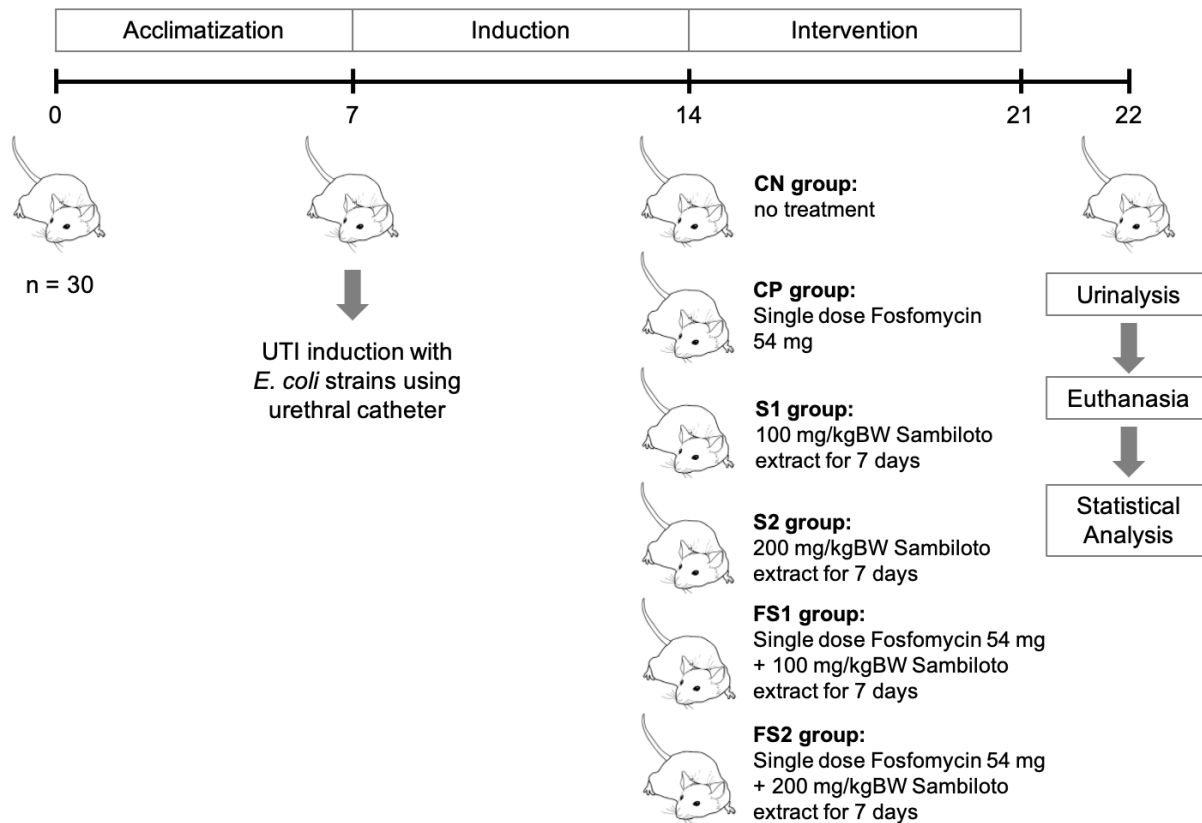 Acclimatization
Induction
Intervention
0
7
14
21
22
n = 30
UTI induction with
E. coli strains using
urethral catheter
CN group:
no treatment
CP group:
Single dose Fosfomycin
54 mg
S1 group:
100 mg/kgBW Sambiloto
extract for 7 days
S2 group:
200 mg/kgBW Sambiloto
extract for 7 days
FS1 group:
Single dose Fosfomycin 54 mg
+ 100 mg/kgBW Sambiloto
extract for 7 days
FS2 group:
Single dose Fosfomycin 54 mg
+ 200 mg/kgBW Sambiloto
extract for 7 days
Urinalysis
Euthanasia
Statistical
Analysis